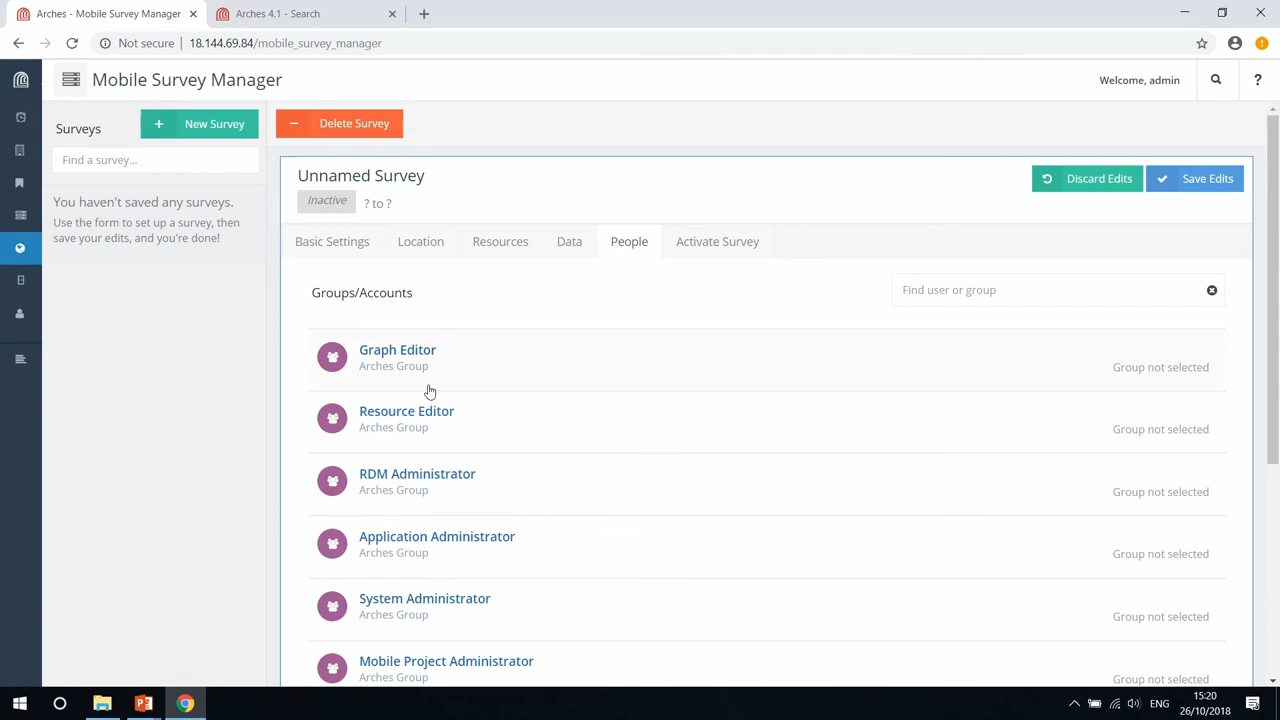 Arches - Mobile Survey Manager
Arches 4.1 - Search
Not secure
18.144.69.84/mobile_survey_manager
Mobile Survey Manager
Welcome, admin
?
Surveys
+ New Survey
− Delete Survey
Find a survey...
You haven't saved any surveys.
Use the form to set up a survey, then
save your edits, and you're done!
Unnamed Survey
Discard Edits
Save Edits
Inactive
? to ?
Basic Settings
Location
Resources
Data
People
Activate Survey
Groups/Accounts
Find user or group
Graph Editor
Arches Group
Group not selected
Resource Editor
Arches Group
Group not selected
RDM Administrator
Arches Group
Group not selected
Application Administrator
Arches Group
Group not selected
System Administrator
Arches Group
Group not selected
Mobile Project Administrator
Arches Group
Group not selected
ENG
15:20
26/10/2018